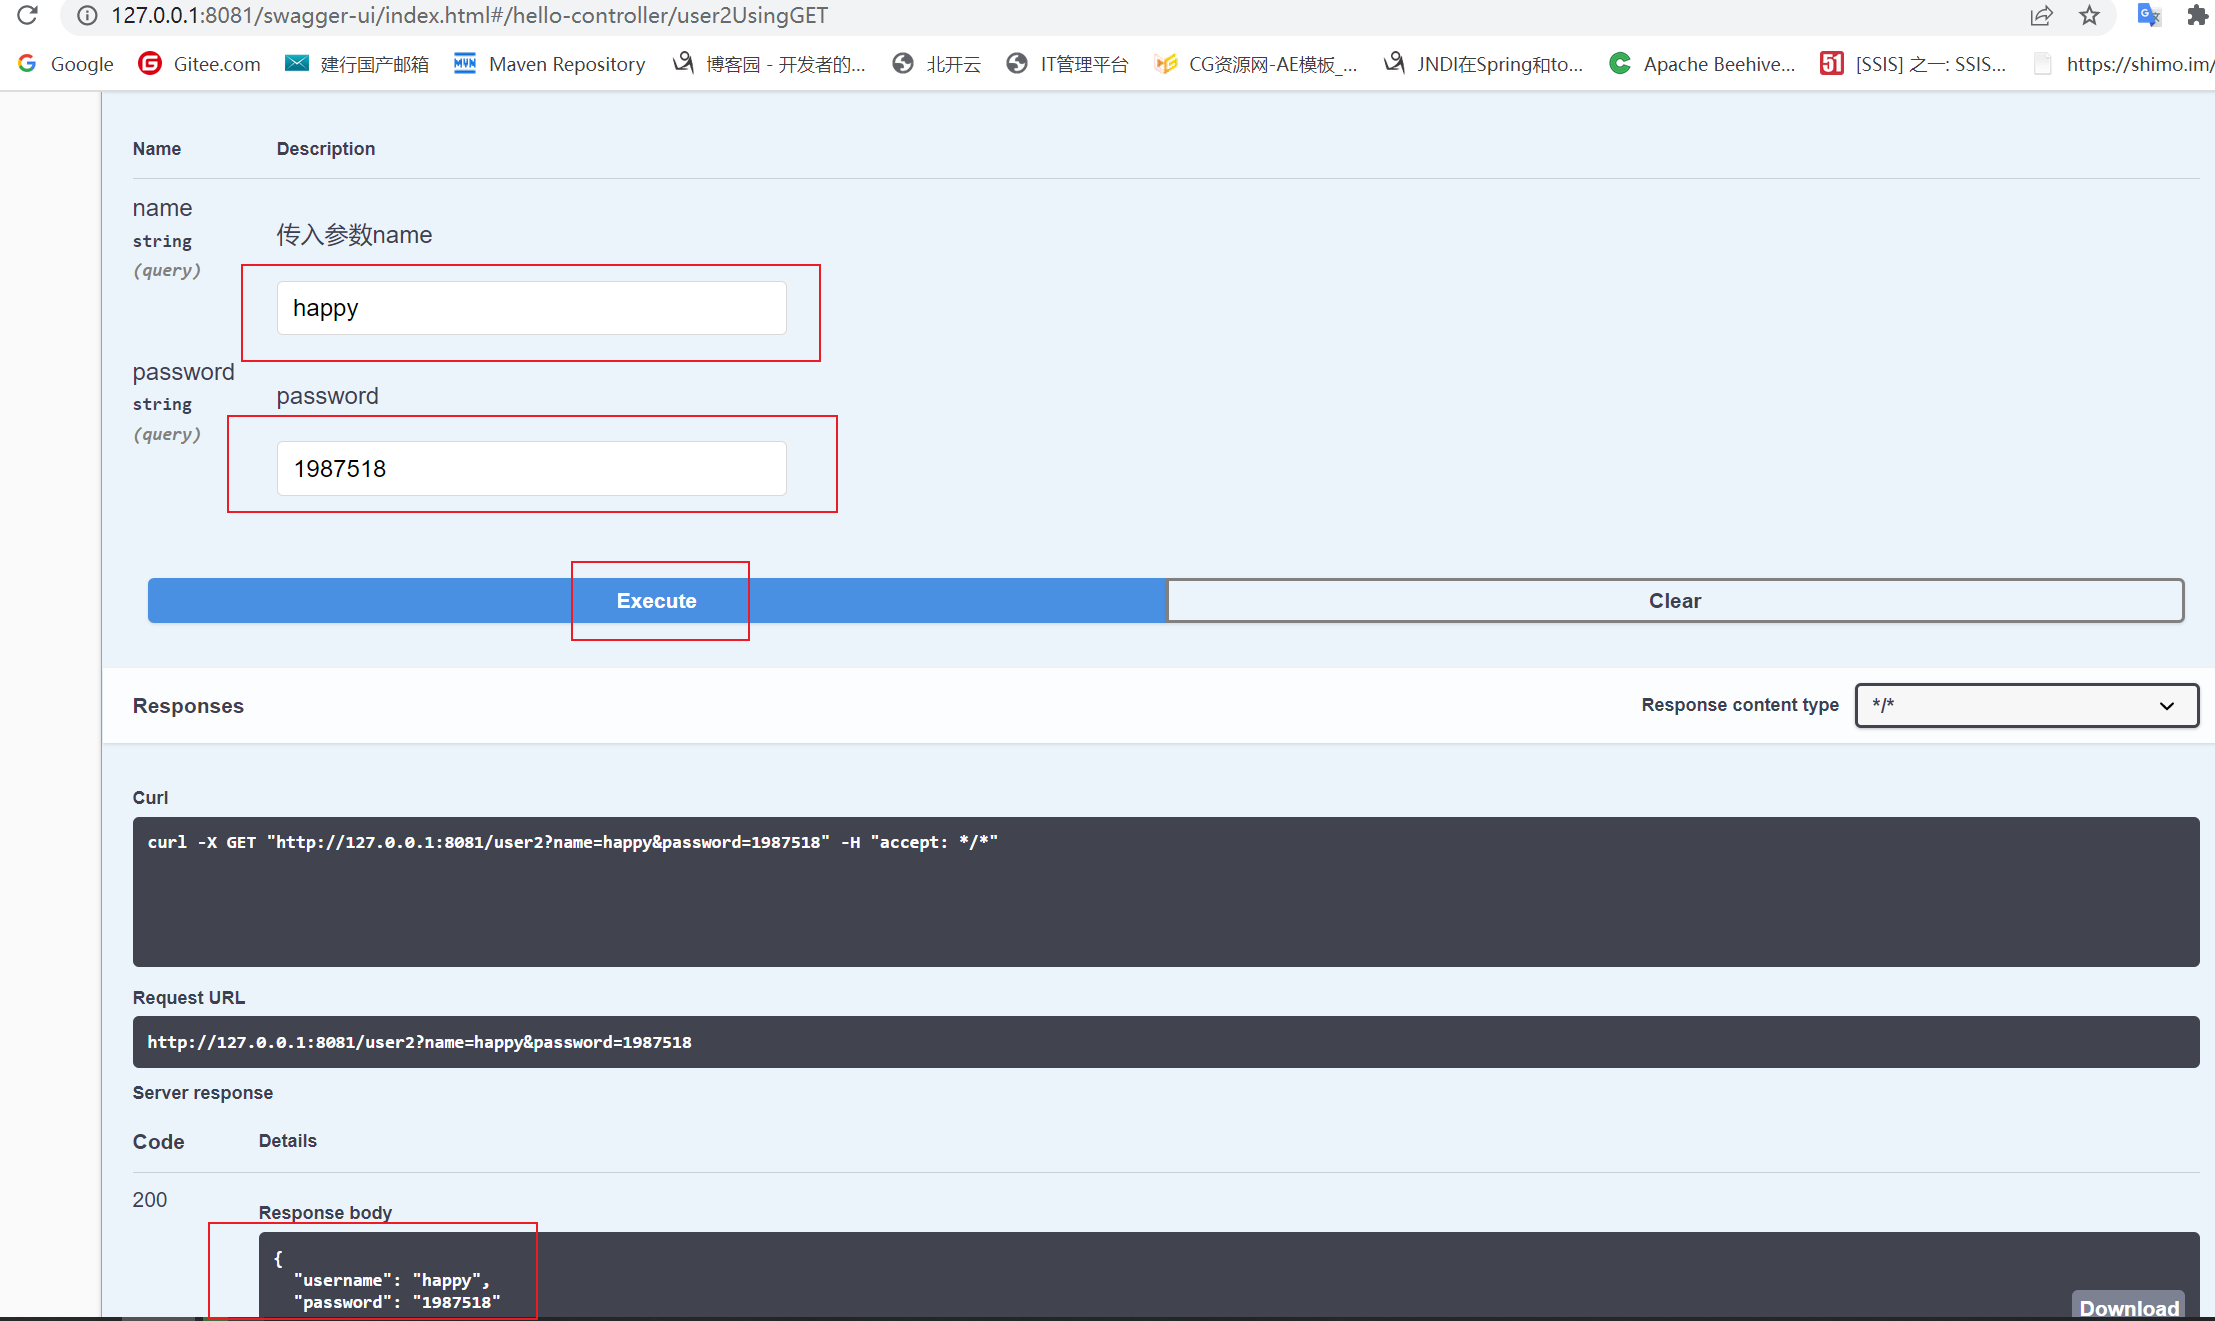 127.0.0.1:8081/swagger-ui/index.html#/hello-controller/user2UsingGET
Google Gitee.com 建行国产邮箱 MVN Maven Repository 博客园 - 开发者的... 北开云 IT管理平台 CG资源网-AE模板_... JNDI在Spring和to... Apache Beehive... 51 [SSIS] 之一: SSIS... https://shimo.im/
Name Description
name
string
(query)
传入参数name
happy
password
string
(query)
password
1987518
Execute Clear
Responses Response content type */*
Curl
curl -X GET "http://127.0.0.1:8081/user2?name=happy&password=1987518" -H "accept: */*"
Request URL
http://127.0.0.1:8081/user2?name=happy&password=1987518
Server response
Code Details
200
Response body
{
"username": "happy",
"password": "1987518"
Download